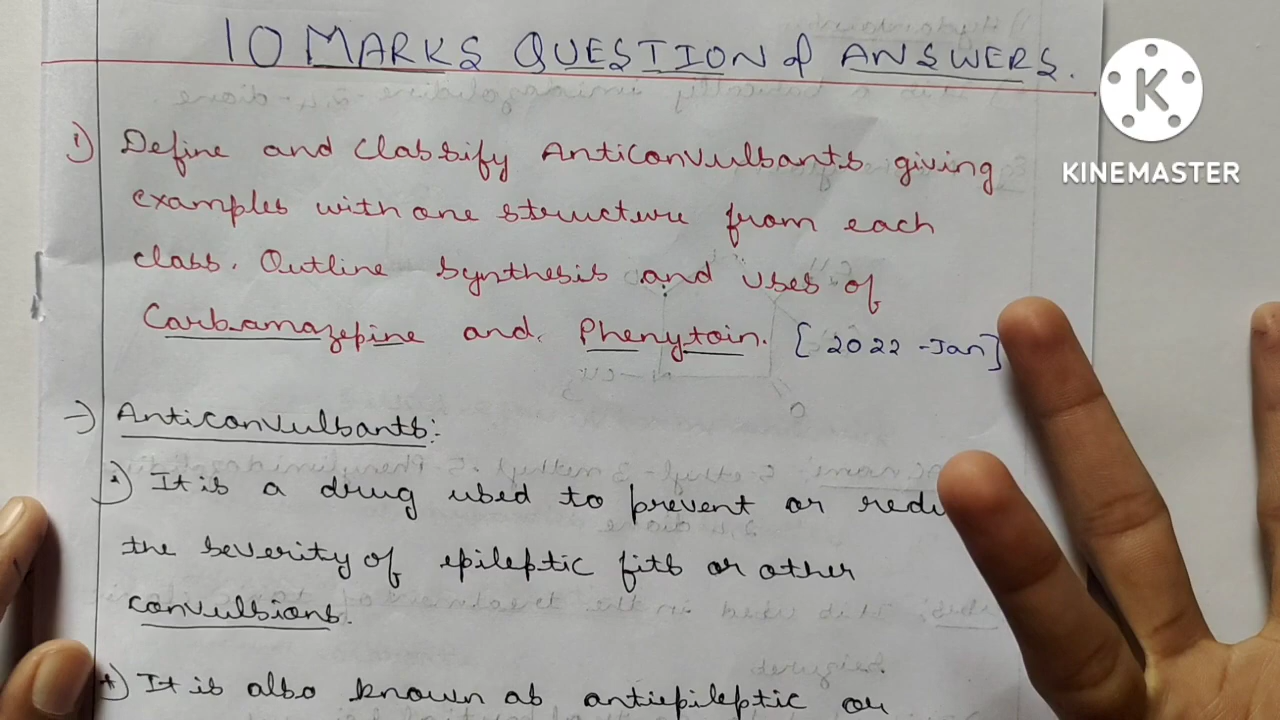 10 MARKS QUESTION & ANSWERS.
1) Define and Classify Anticonvulsants giving
examples with one structure from each
class. Outline synthesis and uses of
Carbamazepine and. Phenytoin. [2022-Jan]
→ Anticonvulsants:
*) It is a drug used to prevent or redu
the severity of epileptic fits or other
convulsions.
*) It is also known as antiepileptic or
K
KINEMASTER